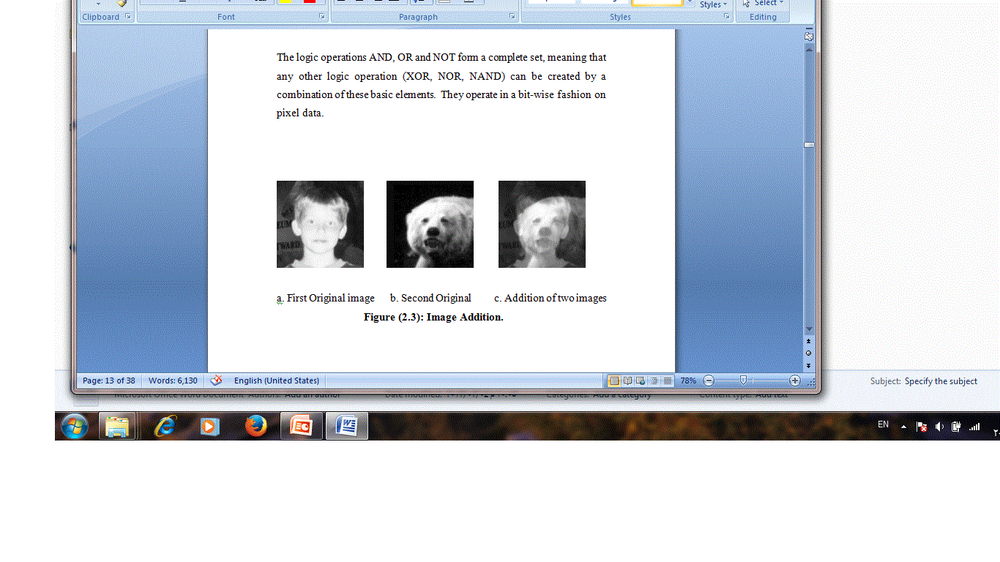 Select
Styles
Clipboard
Font
Paragraph
Styles
Editing
The logic operations AND, OR and NOT form a complete set, meaning that
any other logic operation (XOR, NOR, NAND) can be created by a
combination of these basic elements. They operate in a bit-wise fashion on
pixel data.
a. First Original image b. Second Original c. Addition of two images
Figure (2.3): Image Addition.
Page: 13 of 38 Words: 6,130 English (United States) 78%
Subject: Specify the subject
Microsoft Office Word Document Authors: Add an author Date modified: Categories: Add a category Content type: Add text
EN